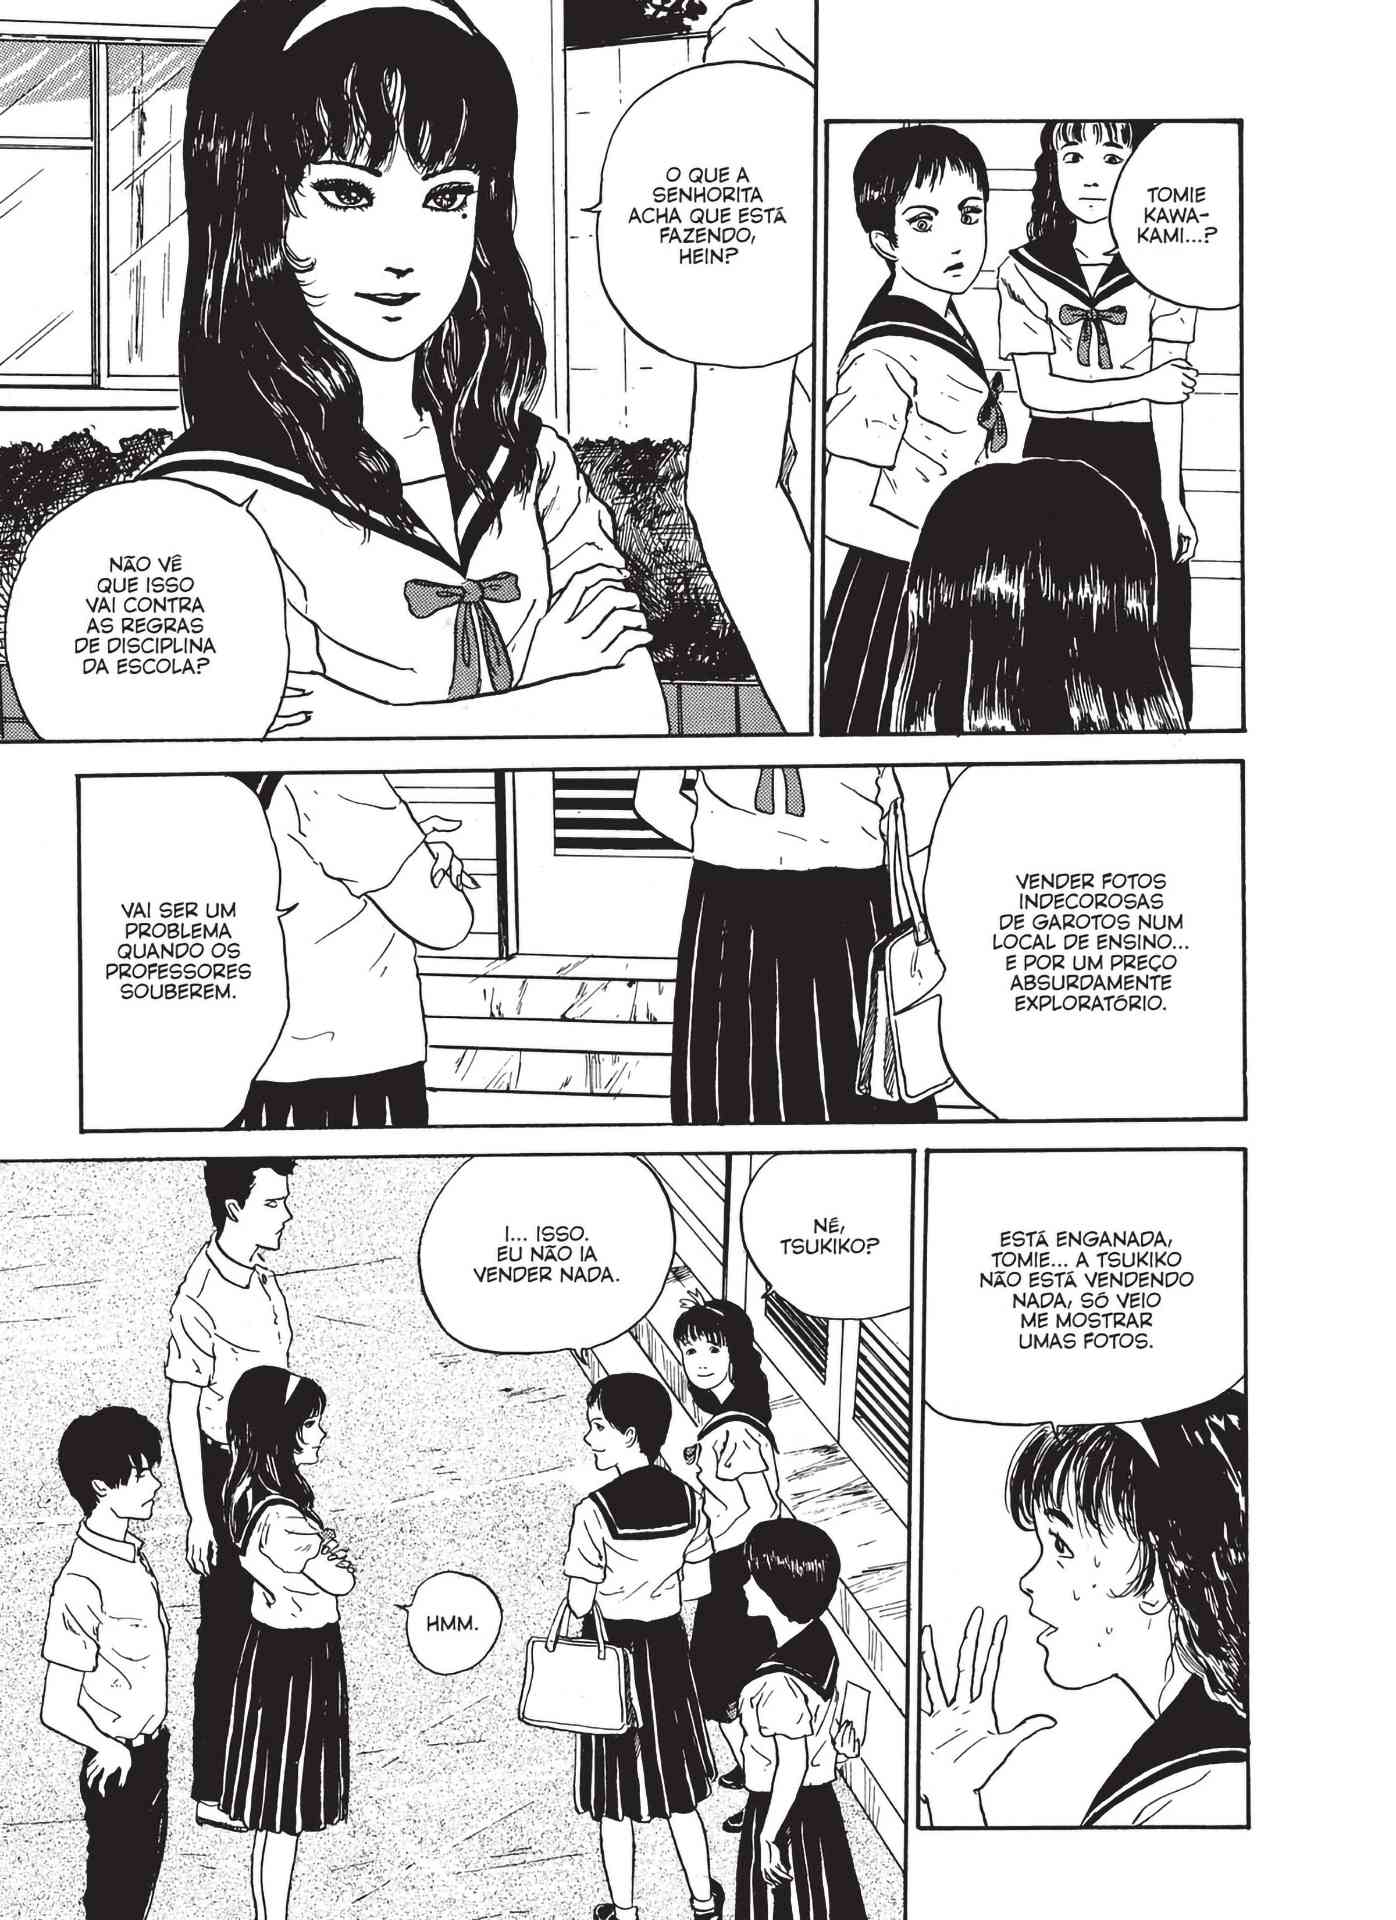 TOMIE
KAWA-
KAMI...?
O QUE A
SENHORITA
ACHA QUE ESTÁ
FAZENDO,
HEIN?
NÃO VÊ
QUE ISSO
VAI CONTRA
AS REGRAS
DE DISCIPLINA
DA ESCOLA?
VENDER FOTOS
INDECOROSAS
DE GAROTOS NUM
LOCAL DE ENSINO...
E POR UM PREÇO
ABSURDAMENTE
EXPLORATÓRIO.
VAI SER UM
PROBLEMA
QUANDO OS
PROFESSORES
SOUBEREM.
ESTÁ ENGANADA,
TOMIE... A TSUKIKO
NÃO ESTÁ VENDENDO
NADA, SÓ VEIO
ME MOSTRAR
UMAS FOTOS.
NÉ,
TSUKIKO?
I... ISSO.
EU NÃO IA
VENDER NADA.
HMM.